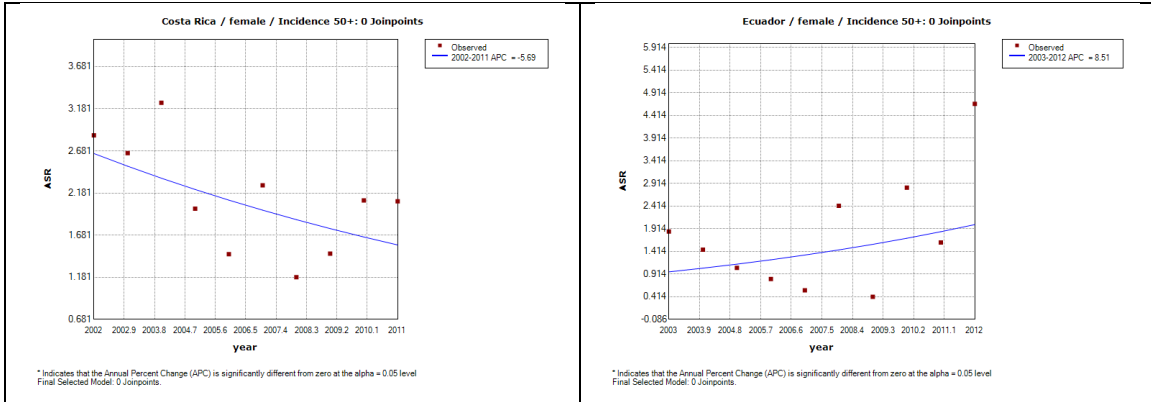 Costa Rica / female / Incidence 50+: 0 Joinpoints
Observed
2002-2011 APC = -5.69
3.681
3.181
2.681
2.181
1.681
1.181
0.681
ASR
2002 2002.9 2003.8 2004.7 2005.6 2006.5 2007.4 2008.3 2009.2 2010.1 2011
year
* Indicates that the Annual Percent Change (APC) is significantly different from zero at the alpha = 0.05 level
Final Selected Model: 0 Joinpoints.
Ecuador / female / Incidence 50+: 0 Joinpoints
Observed
2003-2012 APC = 8.51
5.914
5.414
4.914
4.414
3.914
3.414
2.914
2.414
1.914
1.414
0.914
0.414
-0.086
ASR
2003 2003.9 2004.8 2005.7 2006.6 2007.5 2008.4 2009.3 2010.2 2011.1 2012
year
* Indicates that the Annual Percent Change (APC) is significantly different from zero at the alpha = 0.05 level
Final Selected Model: 0 Joinpoints.